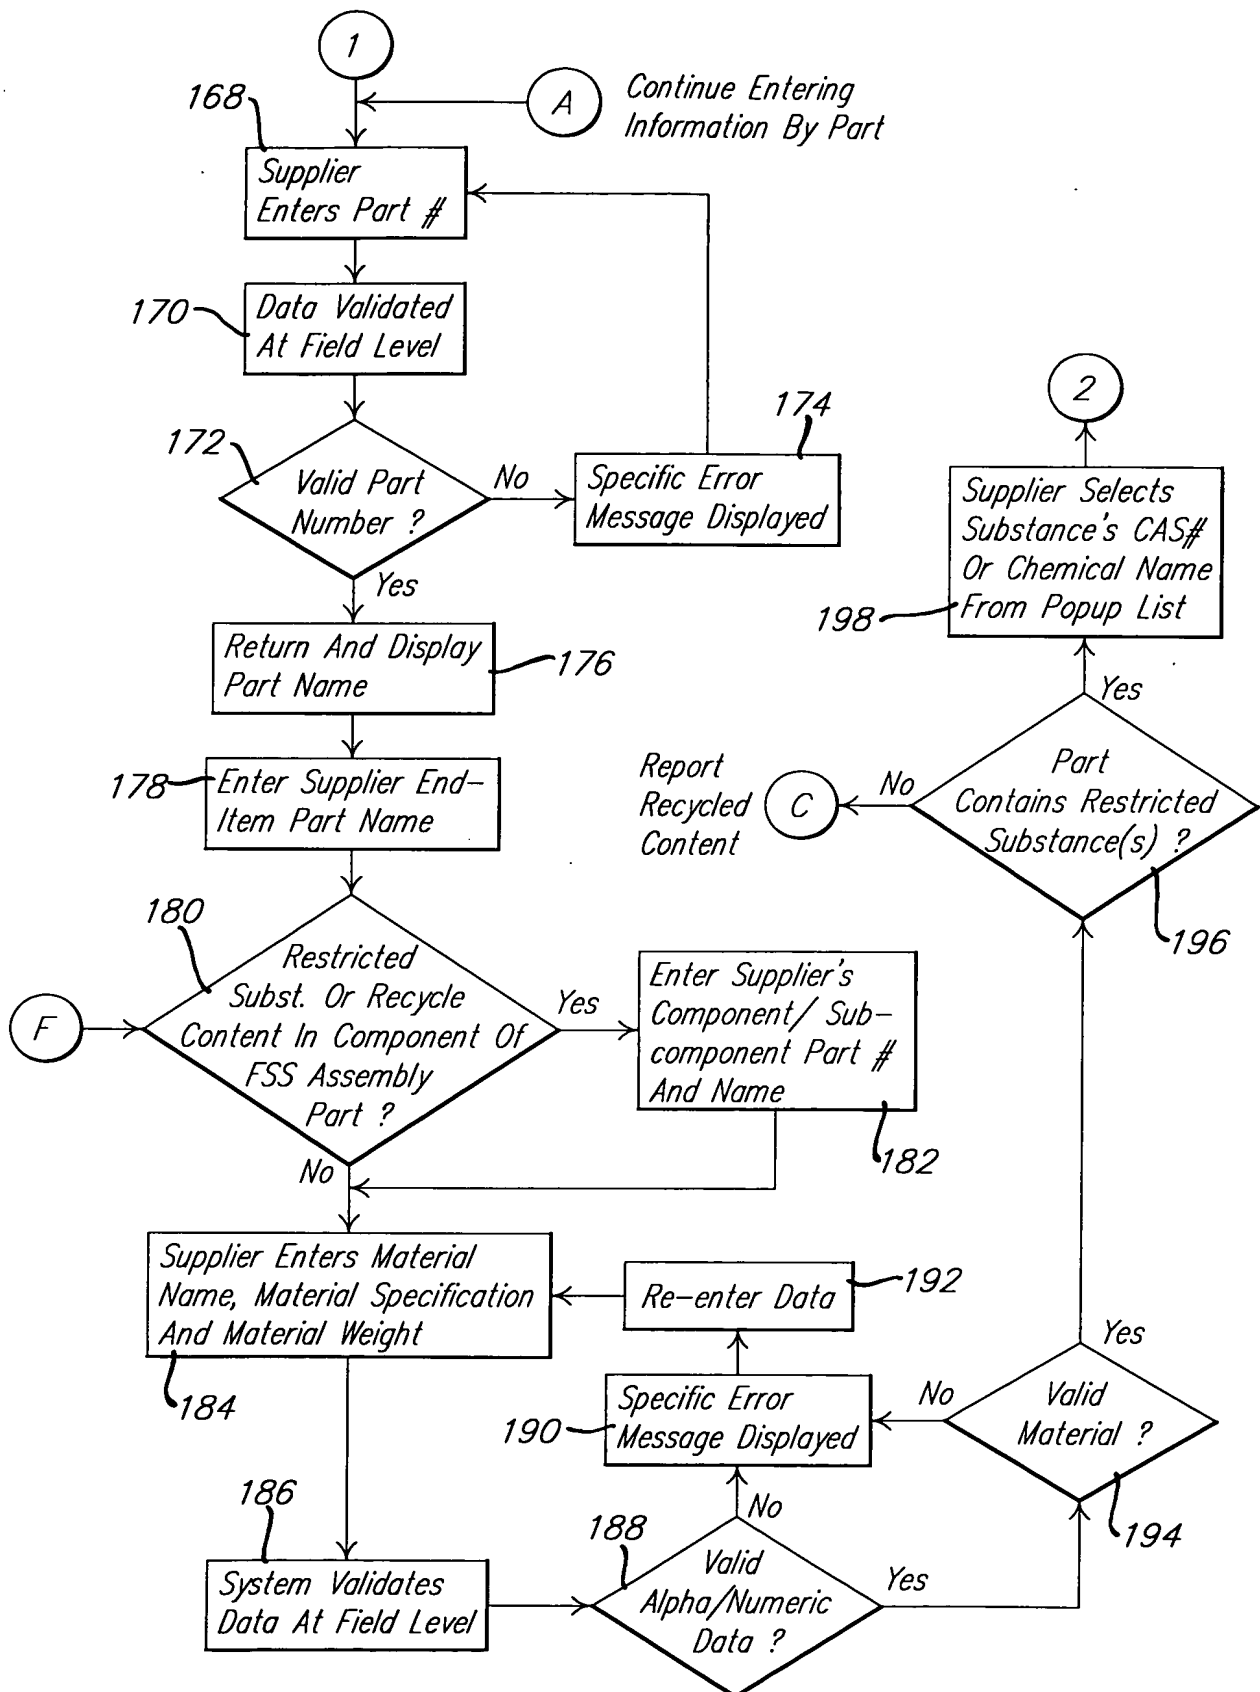 1
A
Continue Entering
Information By Part
168
Supplier
Enters Part #
170
Data Validated
At Field Level
172
Valid Part
Number ?
No
Yes
174
Specific Error
Message Displayed
Return And Display
Part Name
176
178
Enter Supplier End-
Item Part Name
180
Restricted
Subst. Or Recycle
Content In Component Of
FSS Assembly
Part ?
F
Yes
No
Enter Supplier's
Component/Sub-
component Part #
And Name
182
Supplier Enters Material
Name, Material Specification
And Material Weight
184
186
System Validates
Data At Field Level
188
Valid
Alpha/Numeric
Data ?
No
Yes
190
Specific Error
Message Displayed
Re-enter Data
192
Valid
Material ?
No
Yes
194
Part
Contains Restricted
Substance(s) ?
196
No
Yes
C
Report
Recycled
Content
198
Supplier Selects
Substance's CAS#
Or Chemical Name
From Popup List
2